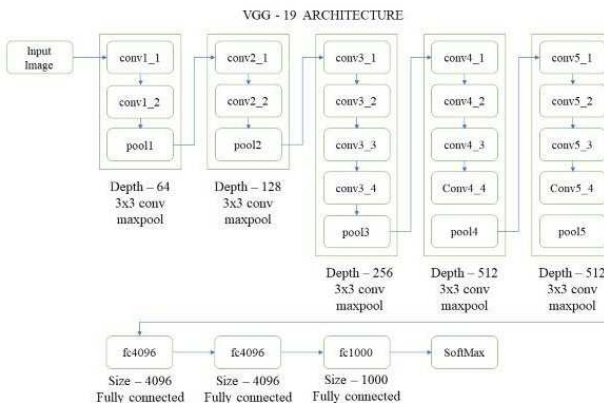 VGG - 19 ARCHITECTURE
Input
Image
conv1_1
conv1_2
pool1
Depth – 64
3x3 conv
maxpool
conv2_1
conv2_2
pool2
Depth – 128
3x3 conv
maxpool
conv3_1
conv3_2
conv3_3
conv3_4
pool3
Depth – 256
3x3 conv
maxpool
conv4_1
conv4_2
conv4_3
Conv4_4
pool4
Depth – 512
3x3 conv
maxpool
conv5_1
conv5_2
conv5_3
Conv5_4
pool5
Depth – 512
3x3 conv
maxpool
fc4096
Size – 4096
Fully connected
fc4096
Size – 4096
Fully connected
fc1000
Size – 1000
Fully connected
SoftMax